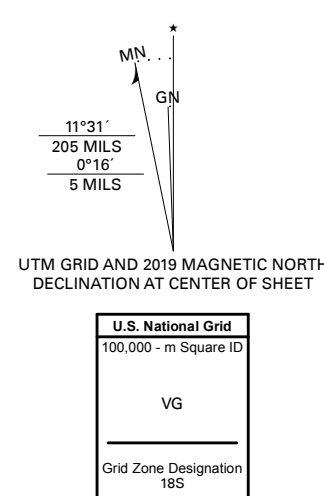 ★
MN
GN
11°31´
205 MILS
0°16´
5 MILS
UTM GRID AND 2019 MAGNETIC NORTH
DECLINATION AT CENTER OF SHEET
U.S. National Grid
100,000 - m Square ID
VG
Grid Zone Designation
18S